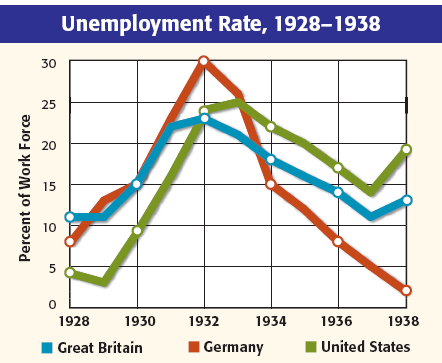 Unemployment Rate, 1928–1938
Percent of Work Force
30
25
20
15
10
5
0
1928 1930 1932 1934 1936 1938
Great Britain Germany United States